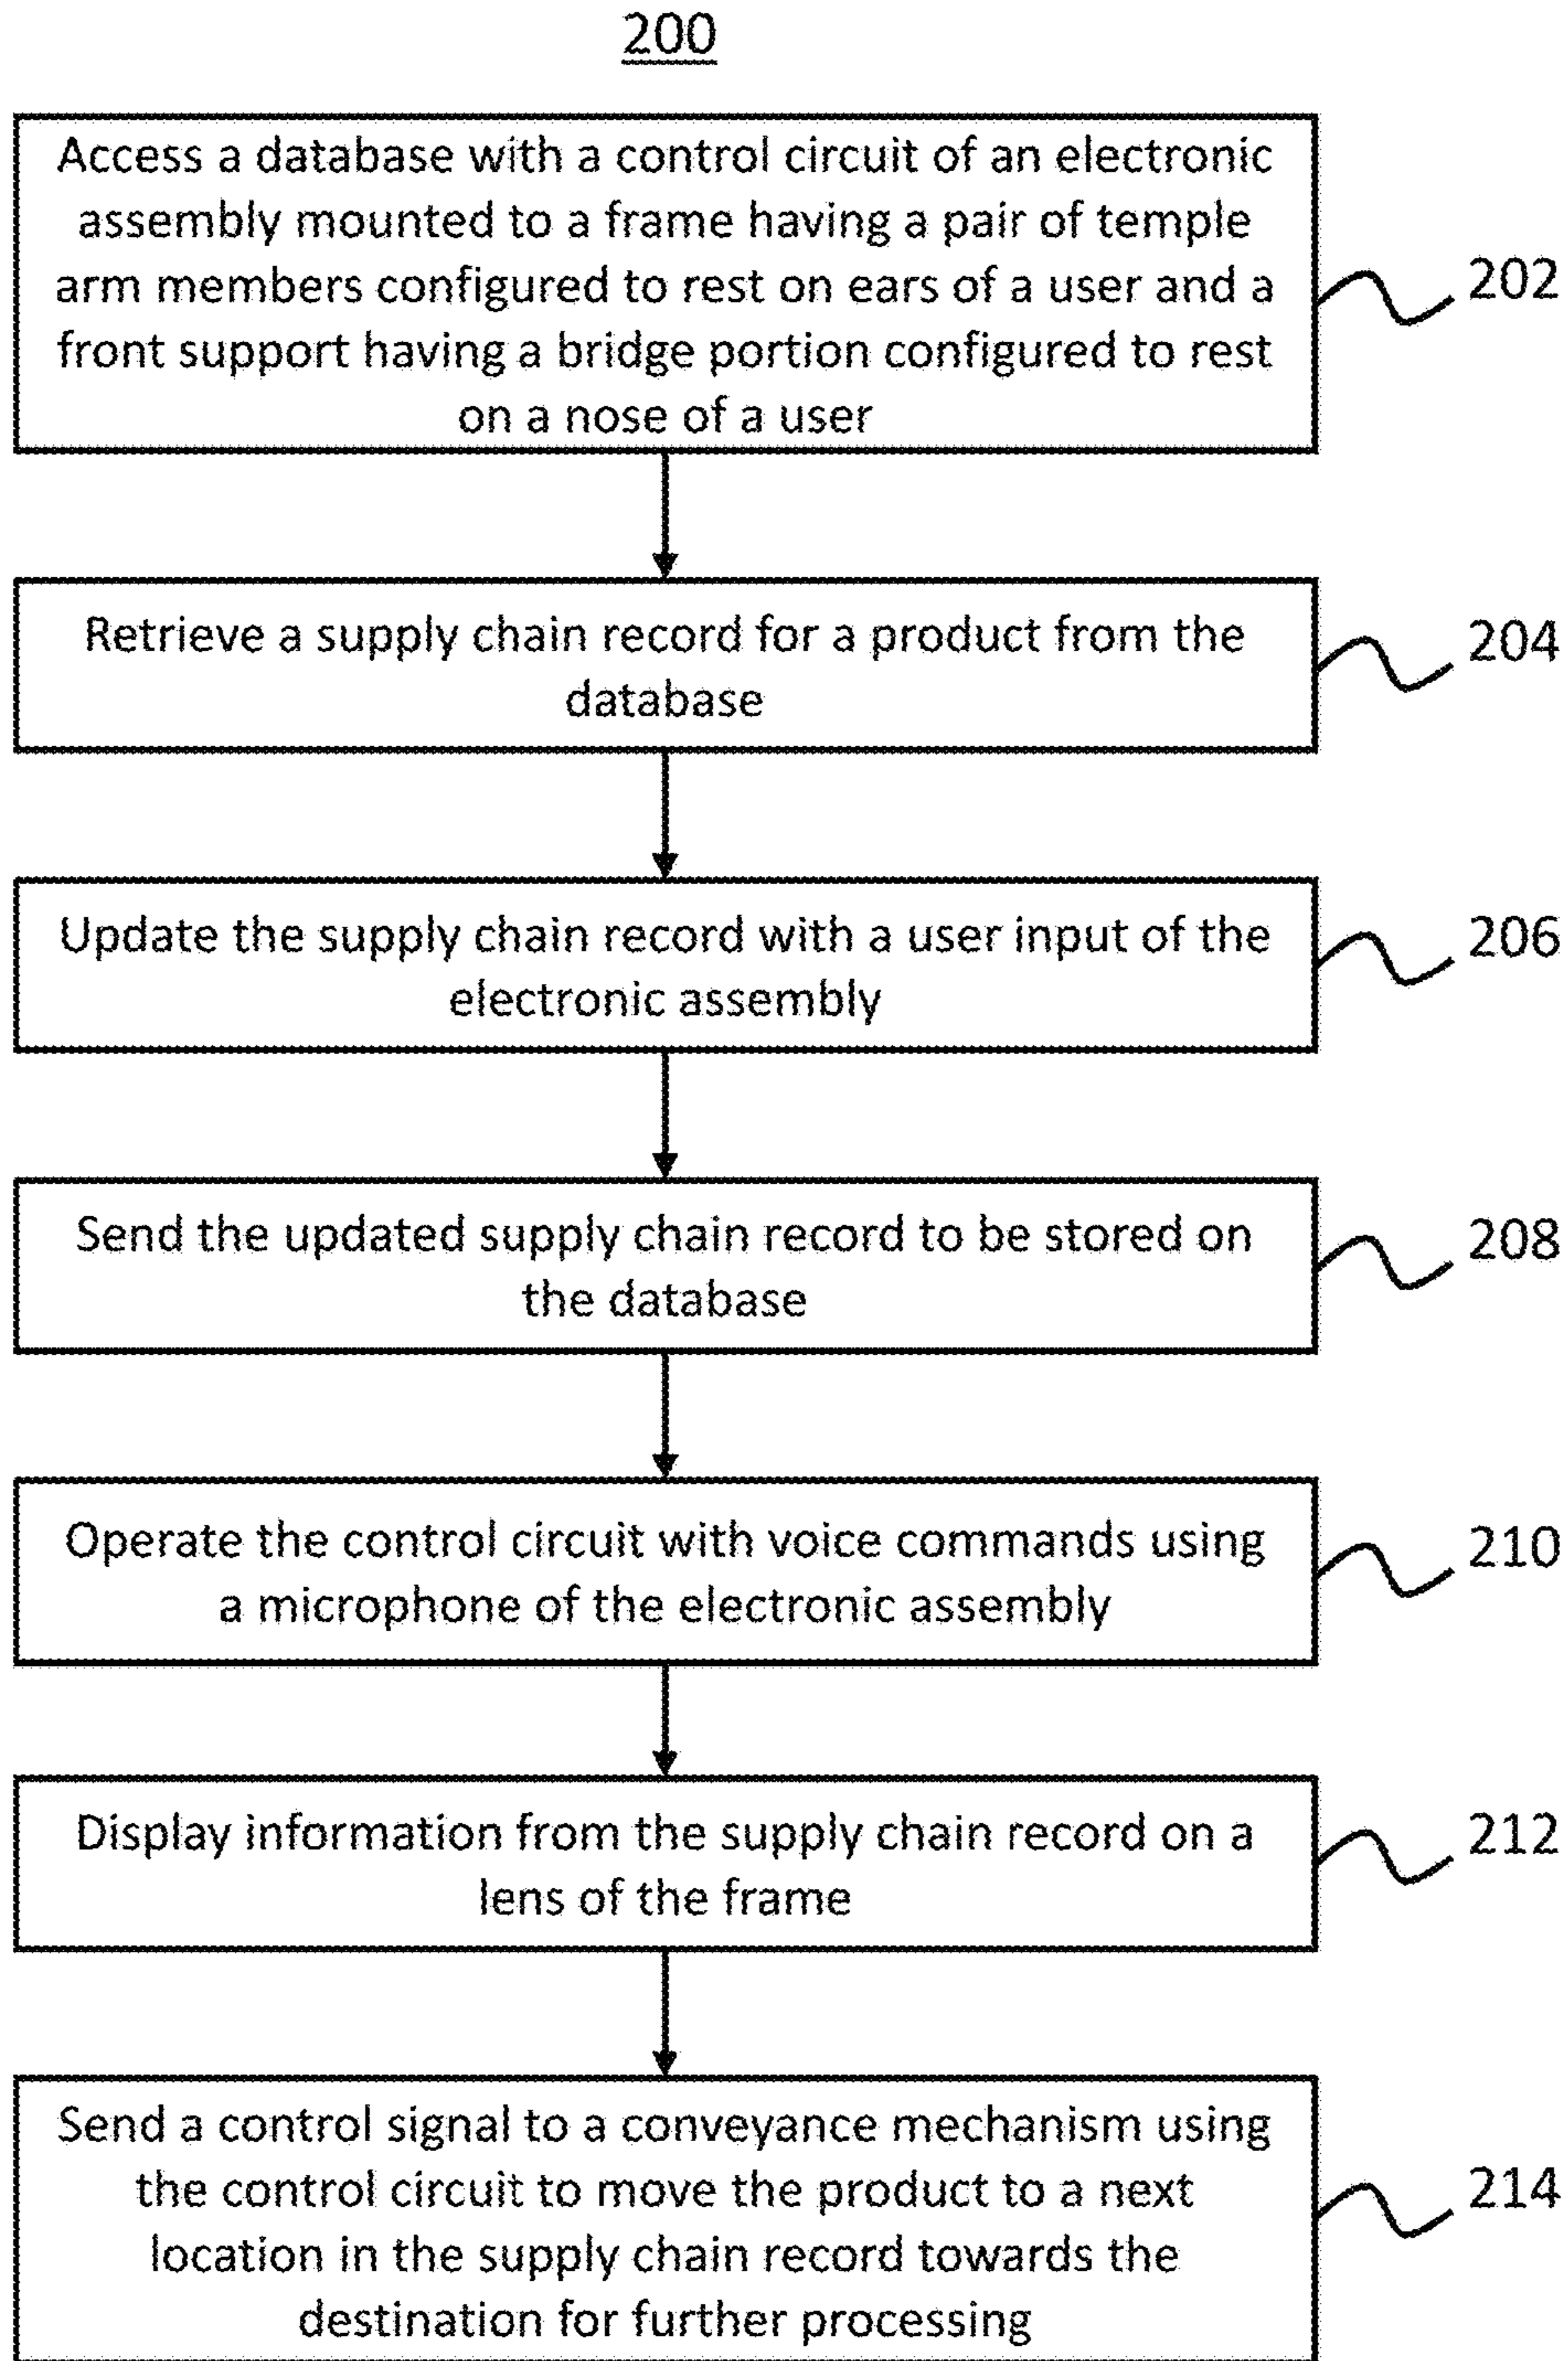 200
Access a database with a control circuit of an electronic
assembly mounted to a frame having a pair of temple
arm members configured to rest on ears of a user and a
front support having a bridge portion configured to rest
on a nose of a user
202
Retrieve a supply chain record for a product from the
database
204
Update the supply chain record with a user input of the
electronic assembly
206
Send the updated supply chain record to be stored on
the database
208
Operate the control circuit with voice commands using
a microphone of the electronic assembly
210
Display information from the supply chain record on a
lens of the frame
212
Send a control signal to a conveyance mechanism using
the control circuit to move the product to a next
location in the supply chain record towards the
destination for further processing
214